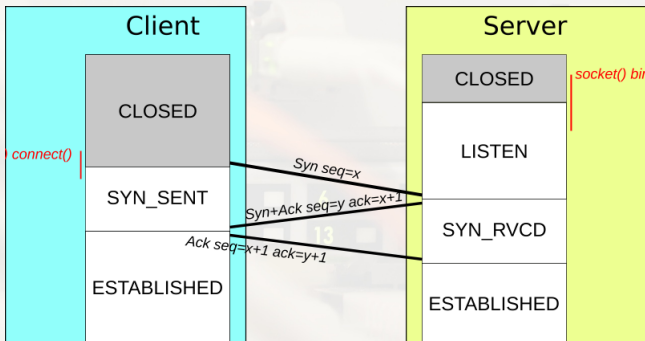 Client
Server
CLOSED
CLOSED
socket()
connect()
LISTEN
Syn seq=x
SYN_SENT
Syn+Ack seq=y ack=x+1
13
SYN_RVCD
Ack seq=x+1 ack=y+1
ESTABLISHED
ESTABLISHED